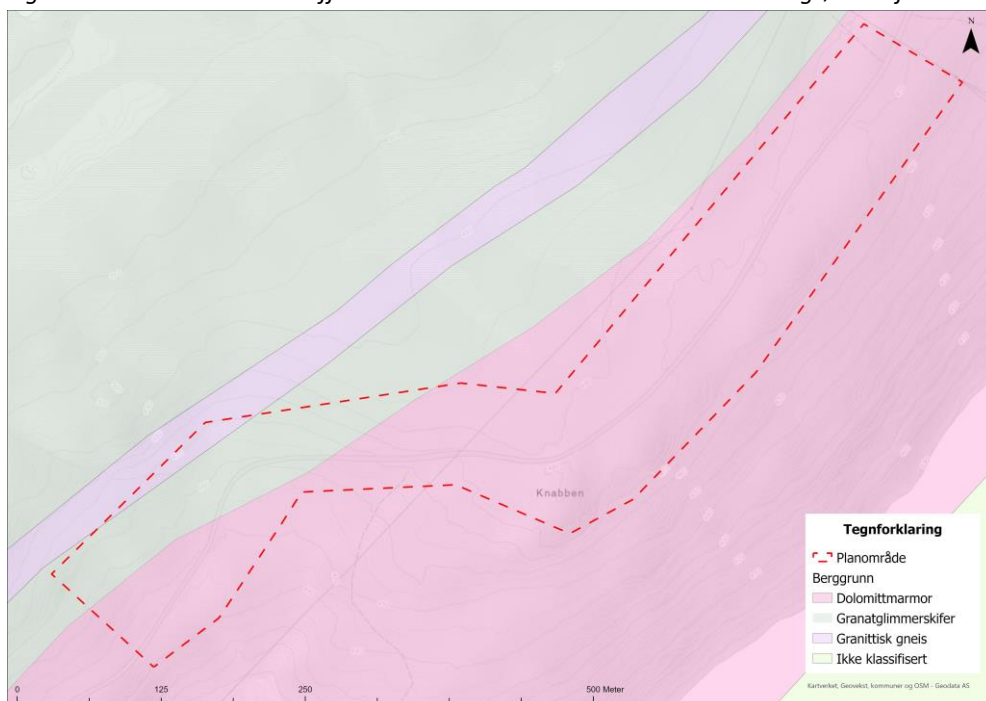 N
Knabben
Tegnforklaring
Planområde
Berggrunn
Dolomittmarmor
Granatglimmerskifer
Granittisk gneis
Ikke klassifisert
Kartverket, Geovekst, kommuner og OSM - Geodata AS
0 125 250 500 Meter